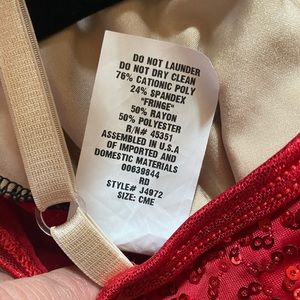 DO NOT LAUNDER
DO NOT DRY CLEAN
76% CATIONIC POLY
24% SPANDEX
"FRINGE"
50% RAYON
50% POLYESTER
R/N# 45351
ASSEMBLED IN U.S.A
OF IMPORTED AND
DOMESTIC MATERIALS
00639844
RD
STYLE# J4972
SIZE: CME